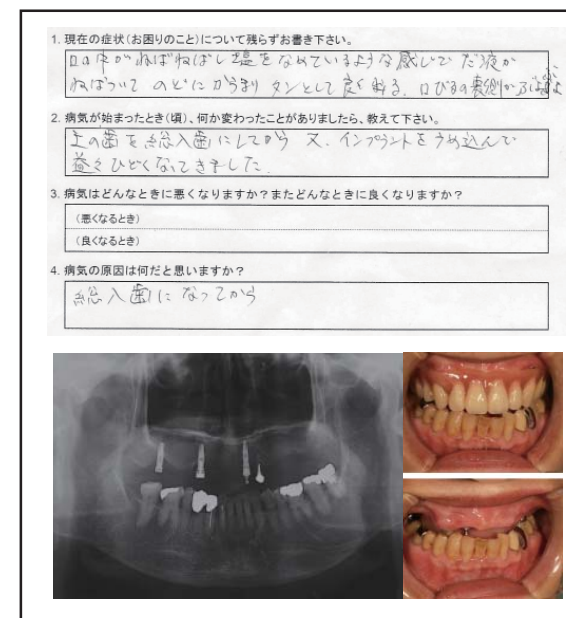 1. 現在の症状(お困りのこと)について残らずお書き下さい。
口の中がねばねばし塩をなめているような感じで だ液が
ねばついて のどにからまり タンとして良く出る、口びるの裏側が
2. 病気が始まったとき(頃)、何か変わったことがありましたら、教えて下さい。
上の歯を総入歯にしてから 又、インプラントをうめ込んで
益々ひどくなってきました。
3. 病気はどんなときに悪くなりますか?またどんなときに良くなりますか?
(悪くなるとき)
(良くなるとき)
4. 病気の原因は何だと思いますか?
総入歯になってから